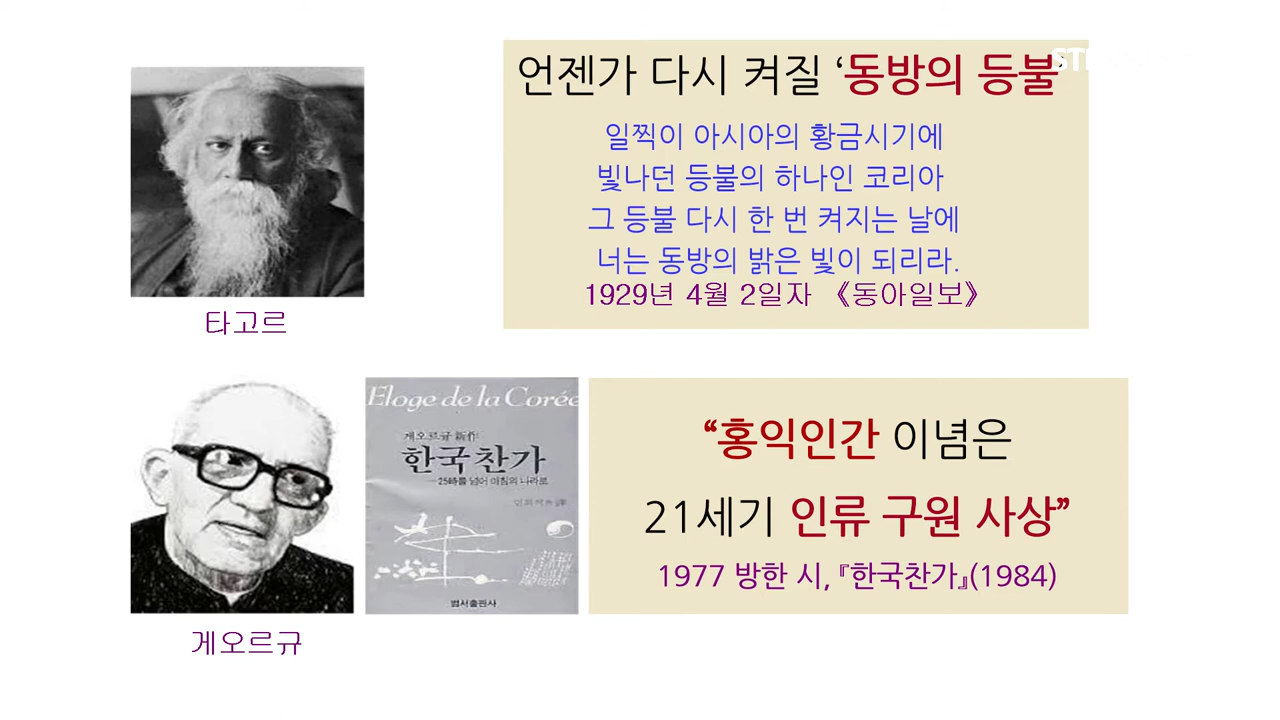 언젠가 다시 켜질 ‘동방의 등불’
일찍이 아시아의 황금시기에
빛나던 등불의 하나인 코리아
그 등불 다시 한 번 켜지는 날에
너는 동방의 밝은 빛이 되리라.
1929년 4월 2일자 《동아일보》
타고르
Eloge de la Corée
게오르규 新作
한국찬가
-25時를 넘어 아침의 나라로
범서출판사
“홍익인간 이념은
21세기 인류 구원 사상”
1977 방한 시, 『한국찬가』(1984)
게오르규